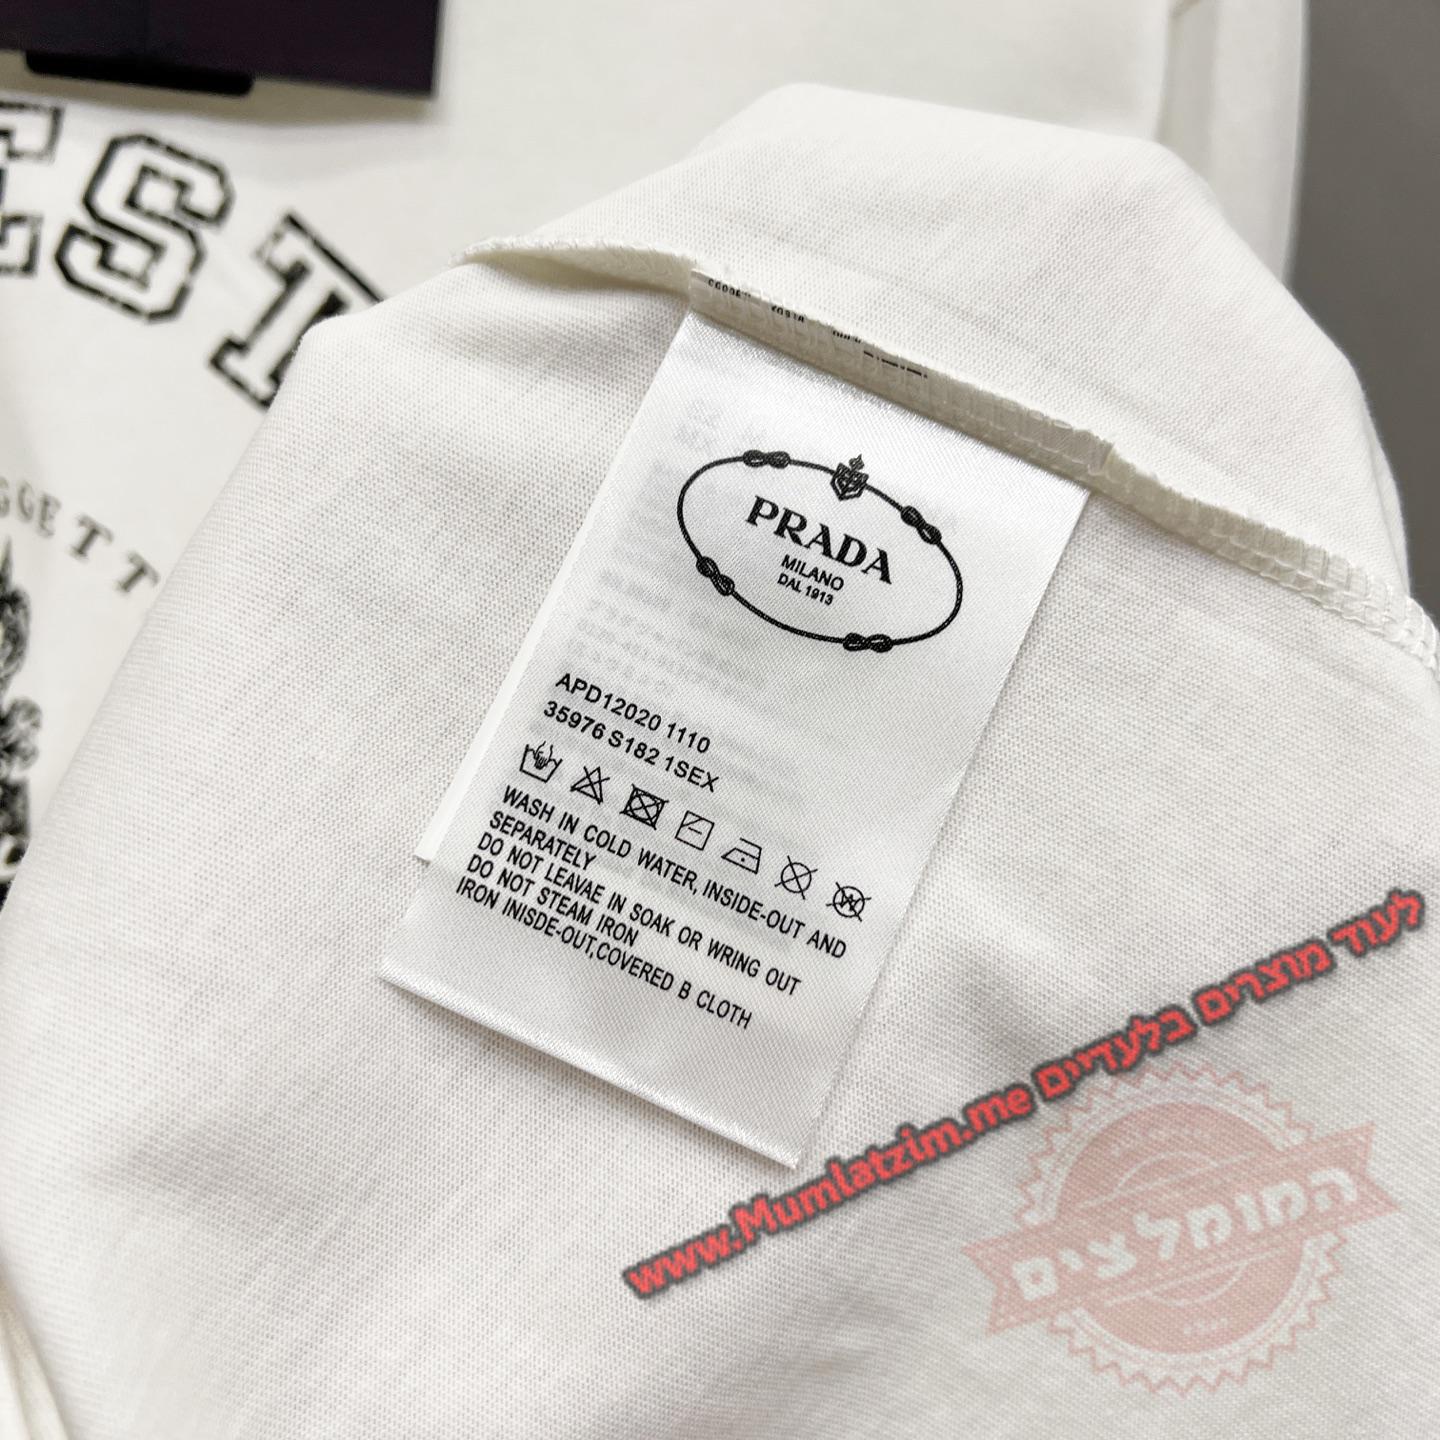 EST
GGETT
PRADA
MILANO
DAL 1913
APD12020 1110
35976 S182 1SEX
WASH IN COLD WATER, INSIDE-OUT AND
SEPARATELY
DO NOT LEAVAE IN SOAK OR WRING OUT
DO NOT STEAM IRON
IRON INISDE-OUT,COVERED B CLOTH
לעוד מוצרים בלעדיים www.Mumlatzim.me
המומלצים